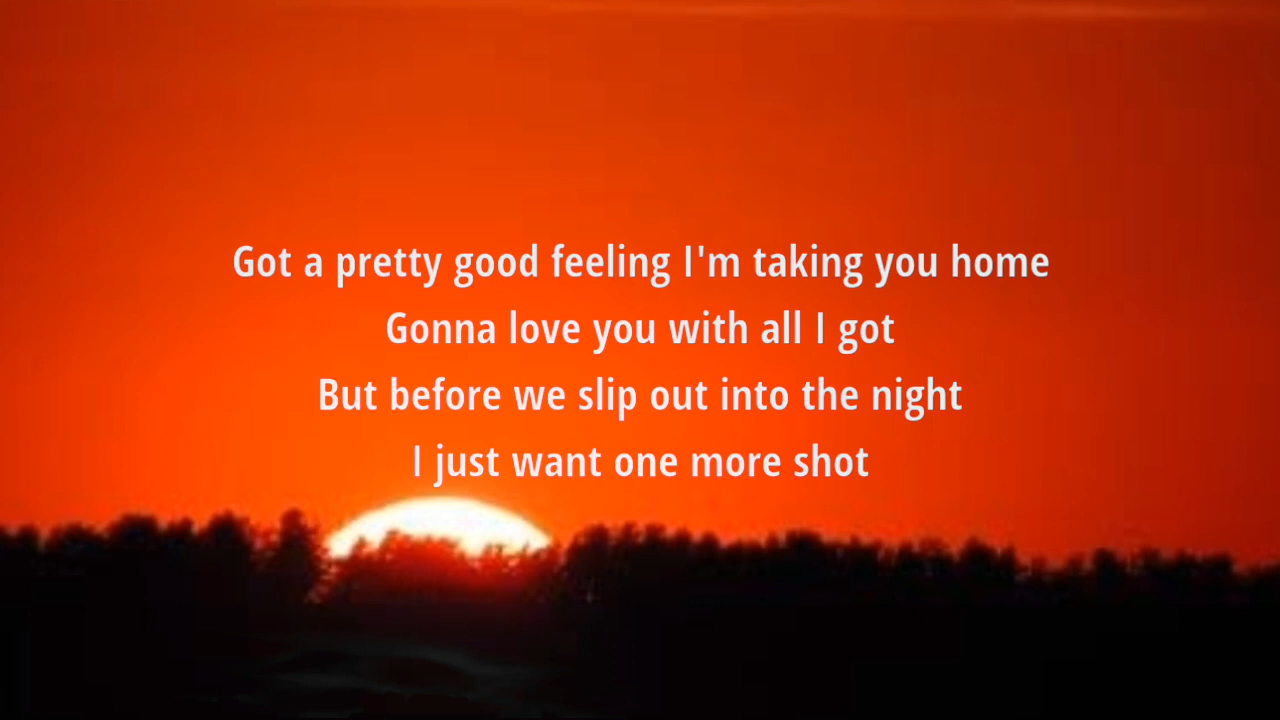 Got a pretty good feeling I'm taking you home
Gonna love you with all I got
But before we slip out into the night
I just want one more shot